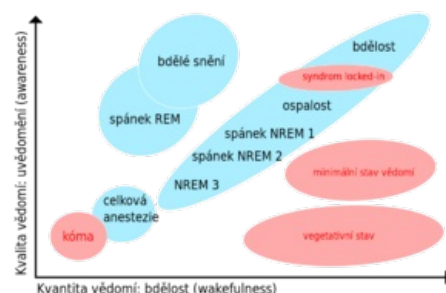 Kvalita vědomí: uvědomění (awareness)
bdělost
bdělé snění
syndrom locked-in
ospalost
spánek REM
spánek NREM 1
spánek NREM 2
minimální stav vědomí
NREM 3
celková
anestezie
kóma
vegetativní stav
Kvantita vědomí: bdělost (wakefulness)